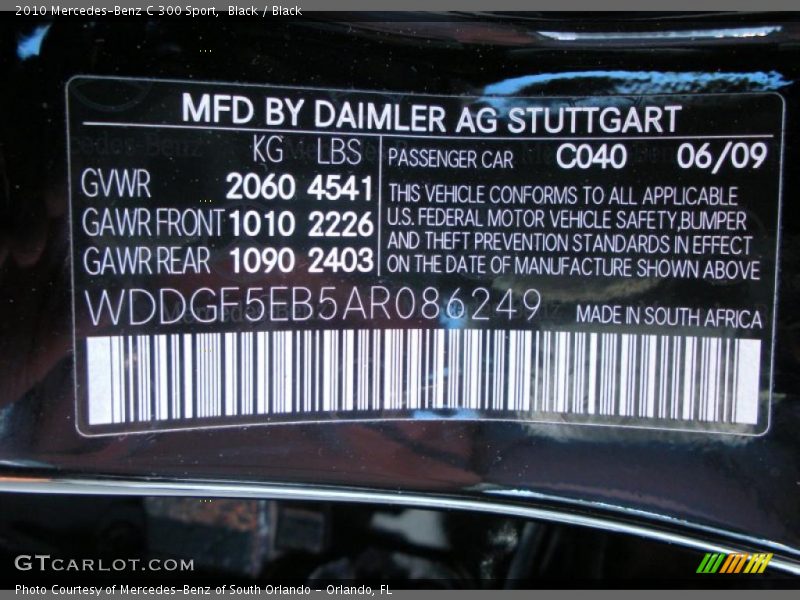 2010 Mercedes-Benz C 300 Sport, Black / Black
MFD BY DAIMLER AG STUTTGART
KG LBS
GVWR 2060 4541
GAWR FRONT 1010 2226
GAWR REAR 1090 2403
PASSENGER CAR C040 06/09
THIS VEHICLE CONFORMS TO ALL APPLICABLE
U.S. FEDERAL MOTOR VEHICLE SAFETY,BUMPER
AND THEFT PREVENTION STANDARDS IN EFFECT
ON THE DATE OF MANUFACTURE SHOWN ABOVE
WDDGF5EB5AR086249 MADE IN SOUTH AFRICA
GTCARLOT.COM
Photo Courtesy of Mercedes-Benz of South Orlando - Orlando, FL